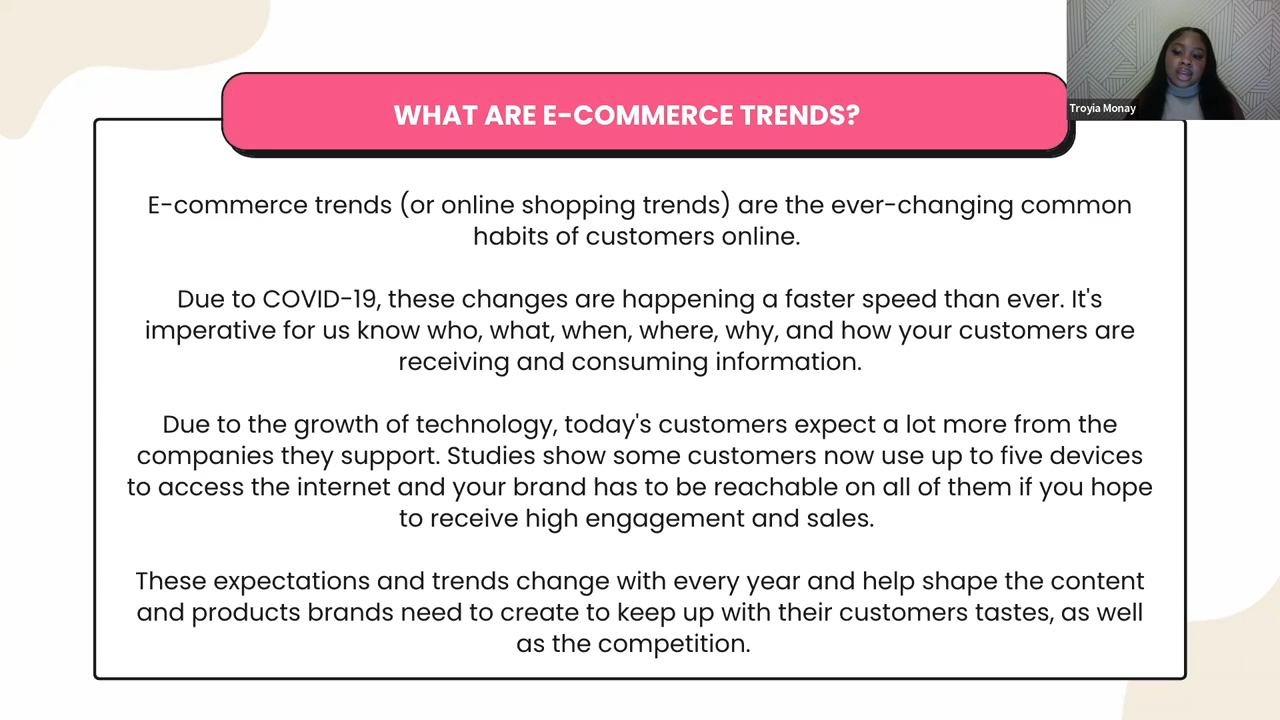 WHAT ARE E-COMMERCE TRENDS?
Troyia Monay
E-commerce trends (or online shopping trends) are the ever-changing common
habits of customers online.
Due to COVID-19, these changes are happening a faster speed than ever. It's
imperative for us know who, what, when, where, why, and how your customers are
receiving and consuming information.
Due to the growth of technology, today's customers expect a lot more from the
companies they support. Studies show some customers now use up to five devices
to access the internet and your brand has to be reachable on all of them if you hope
to receive high engagement and sales.
These expectations and trends change with every year and help shape the content
and products brands need to create to keep up with their customers tastes, as well
as the competition.